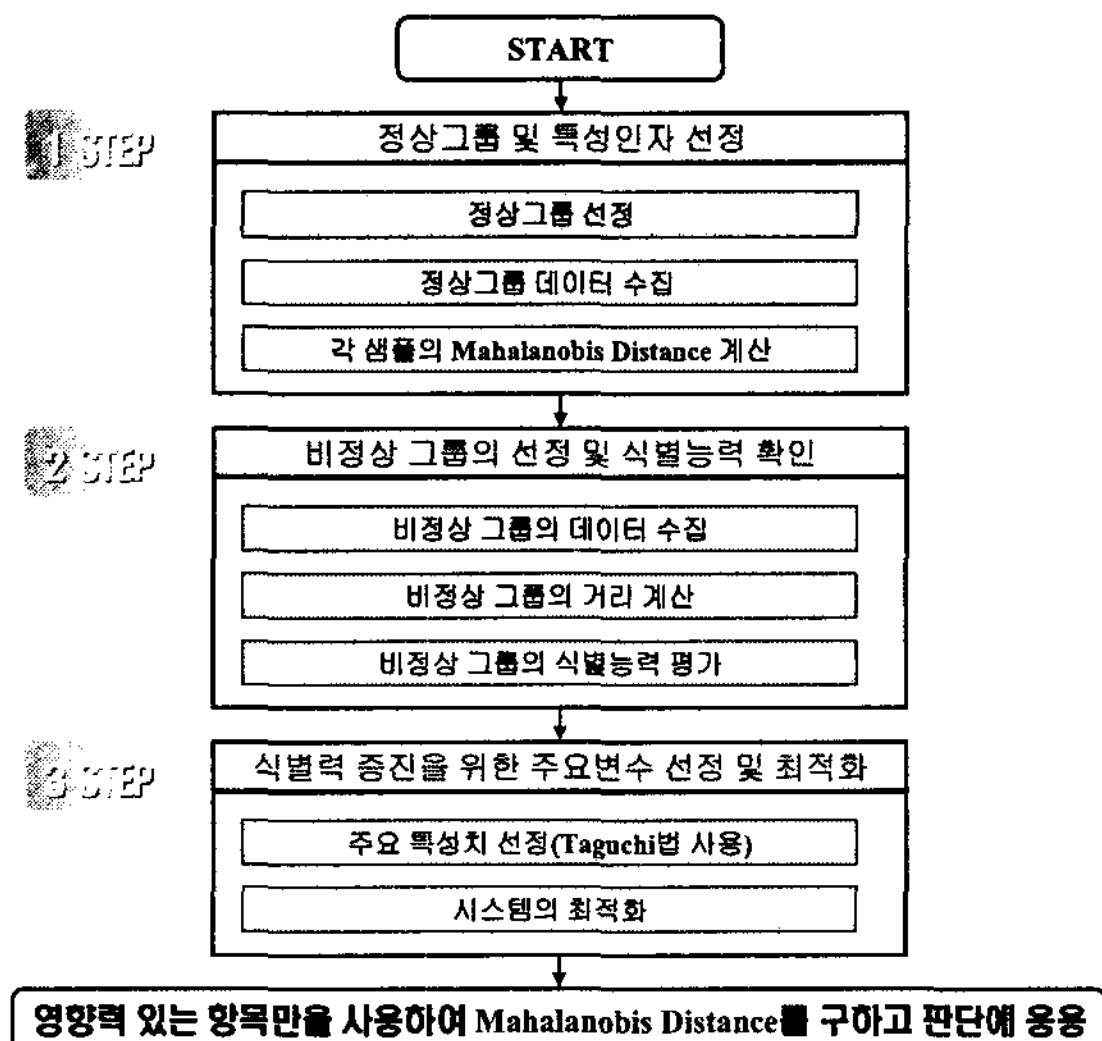 START
1 STEP
정상그룹 및 특성인자 선정
정상그룹 선정
정상그룹 데이터 수집
각 샘플의 Mahalanobis Distance 계산
2 STEP
비정상 그룹의 선정 및 식별능력 확인
비정상 그룹의 데이터 수집
비정상 그룹의 거리 계산
비정상 그룹의 식별능력 평가
3 STEP
식별력 증진을 위한 주요변수 선정 및 최적화
주요 특성치 선정(Taguchi법 사용)
시스템의 최적화
영향력 있는 항목만을 사용하여 Mahalanobis Distance를 구하고 판단에 응용